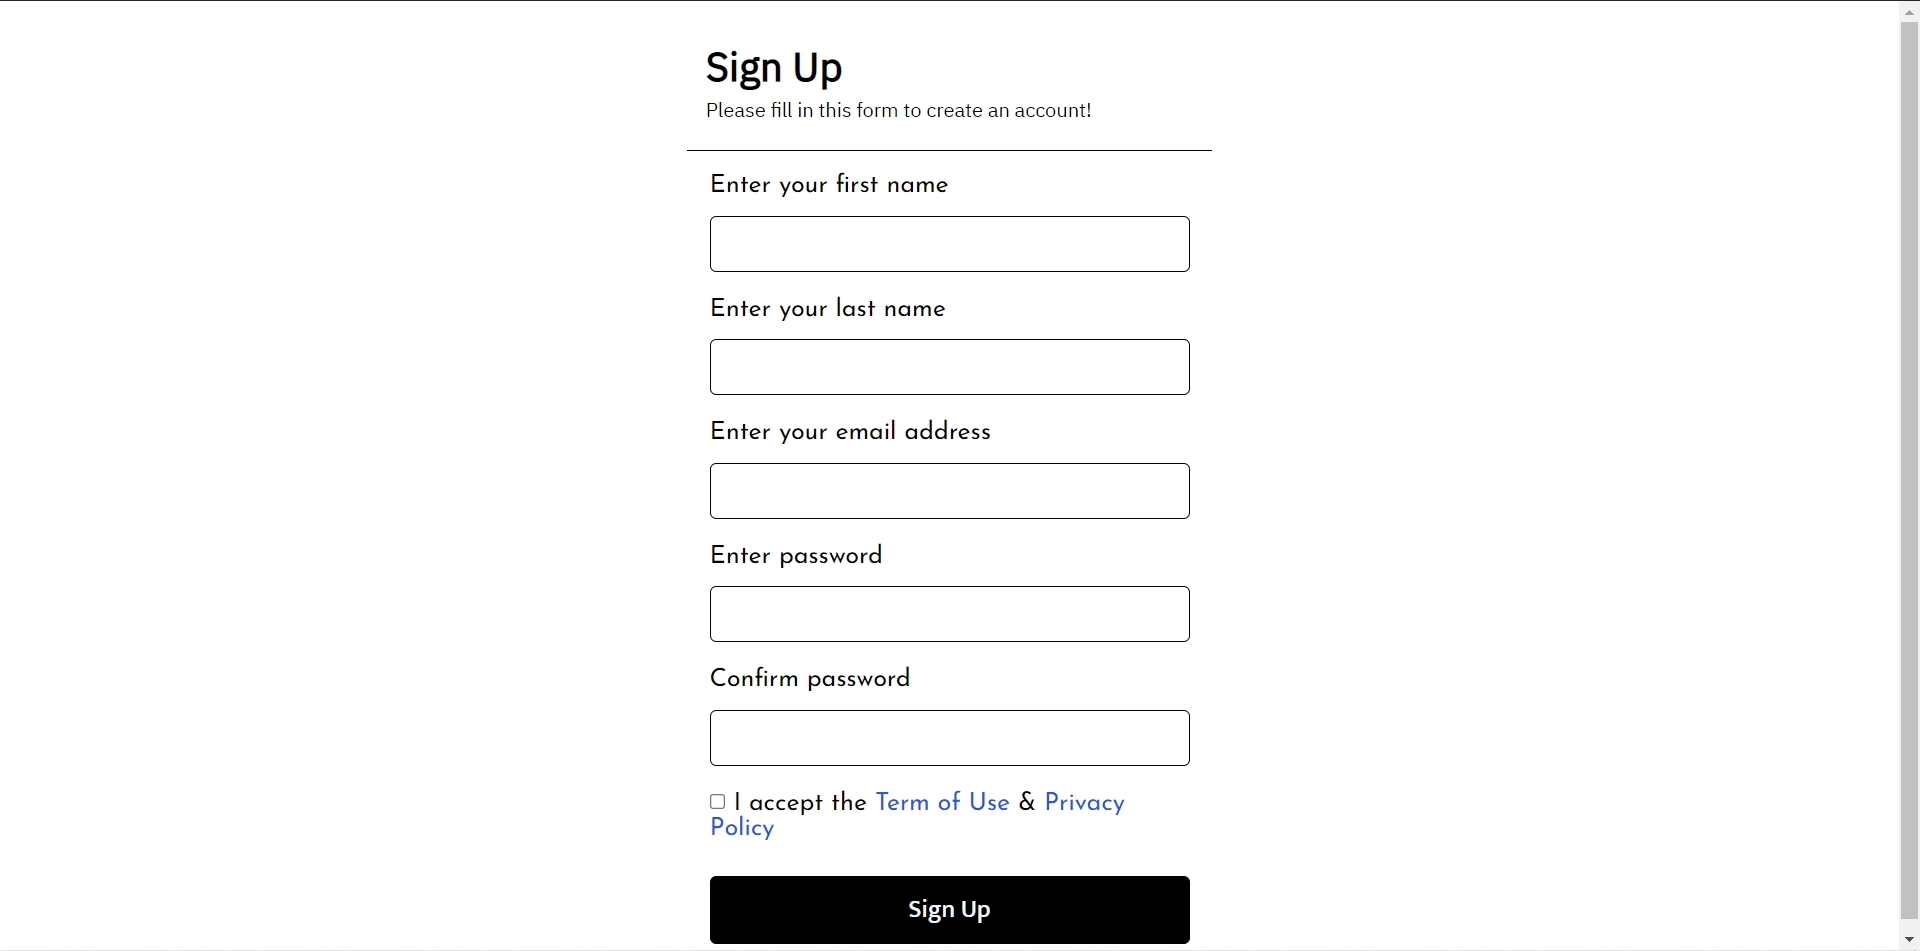 Sign Up
Please fill in this form to create an account!
Enter your first name
Enter your last name
Enter your email address
Enter password
Confirm password
I accept the Term of Use & Privacy
Policy
Sign Up